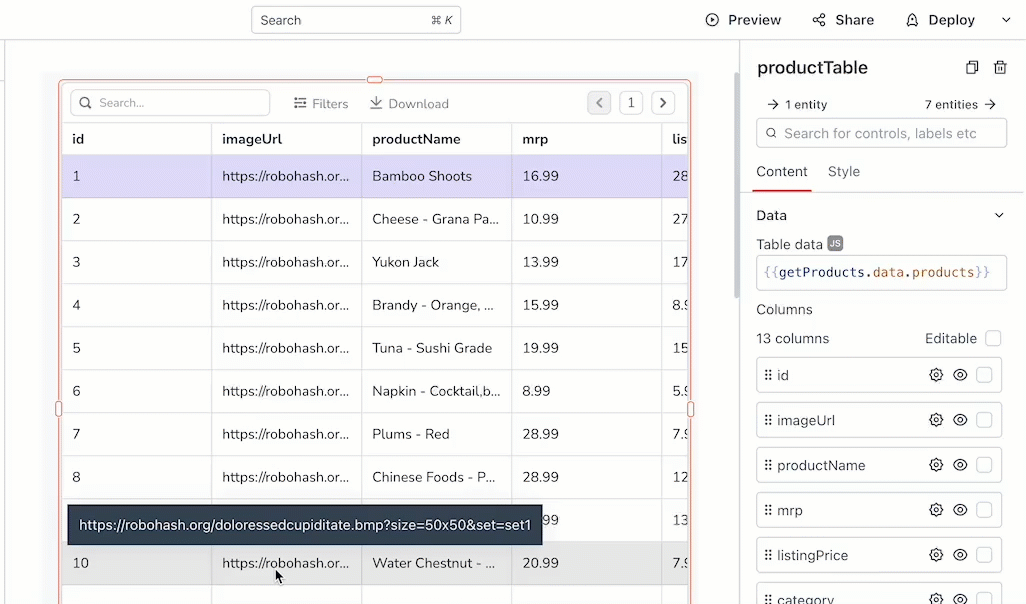 Search ⌘ K Preview Share Deploy
productTable
1 entity 7 entities
Search for controls, labels etc
Content Style
Data
Table data JS
{{getProducts.data.products}}
Columns
13 columns Editable
id
imageUrl
productName
mrp
listingPrice
category
Search... Filters Download 1
id imageUrl productName mrp lis
1 https://robohash.or... Bamboo Shoots 16.99 28
2 https://robohash.or... Cheese - Grana Pa... 10.99 27
3 https://robohash.or... Yukon Jack 13.99 17
4 https://robohash.or... Brandy - Orange, ... 15.99 8.9
5 https://robohash.or... Tuna - Sushi Grade 19.99 15
6 https://robohash.or... Napkin - Cocktail,b... 8.99 5.9
7 https://robohash.or... Plums - Red 28.99 7.9
8 https://robohash.or... Chinese Foods - P... 28.99 12
https://robohash.org/doloressedcupiditate.bmp?size=50x50&set=set1 99 13
10 https://robohash.or... Water Chestnut - ... 20.99 7.9